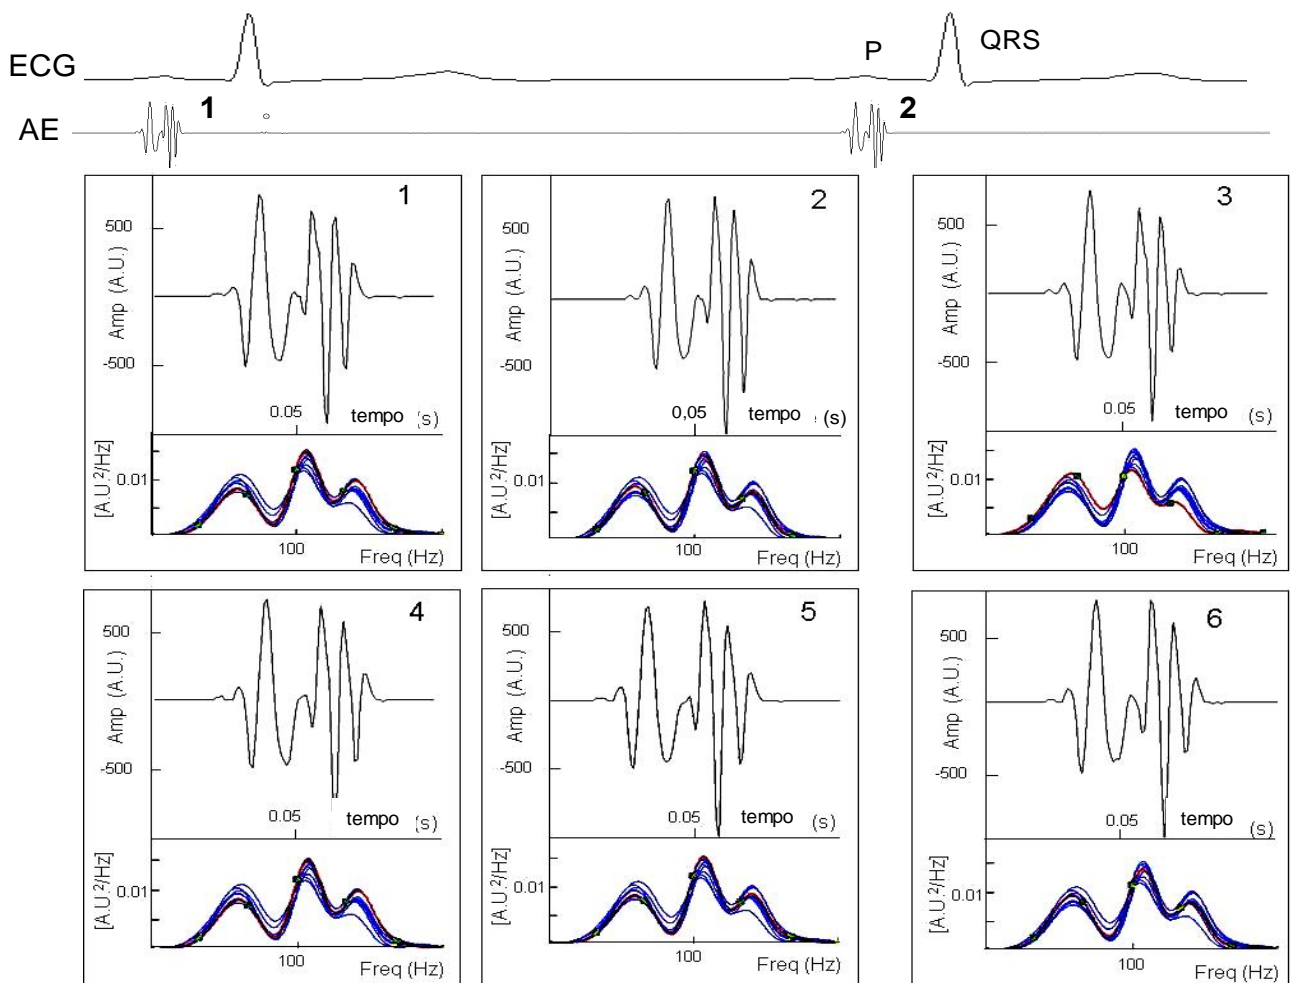 ECG
P
QRS
AE
1
2
1
500
-500
Amp (A.U.)
0.05
tempo
(s)
[A.U.²/Hz]
0.01
100
Freq (Hz)
2
500
-500
Amp (A.U.)
0,05
tempo
(s)
[A.U.²/Hz]
0.01
100
Freq (Hz)
3
500
-500
Amp (A.U.)
0.05
(s)
[A.U.²/Hz]
0.01
100
Freq (Hz)
4
500
-500
Amp (A.U.)
0.05
tempo
(s)
[A.U.²/Hz]
0.01
100
Freq (Hz)
5
500
-500
Amp (A.U.)
0.05
tempo
(s)
[A.U.²/Hz]
0.01
100
Freq (Hz)
6
500
-500
Amp (A.U.)
0.05
tempo
(s)
[A.U.²/Hz]
0.01
100
Freq (Hz)